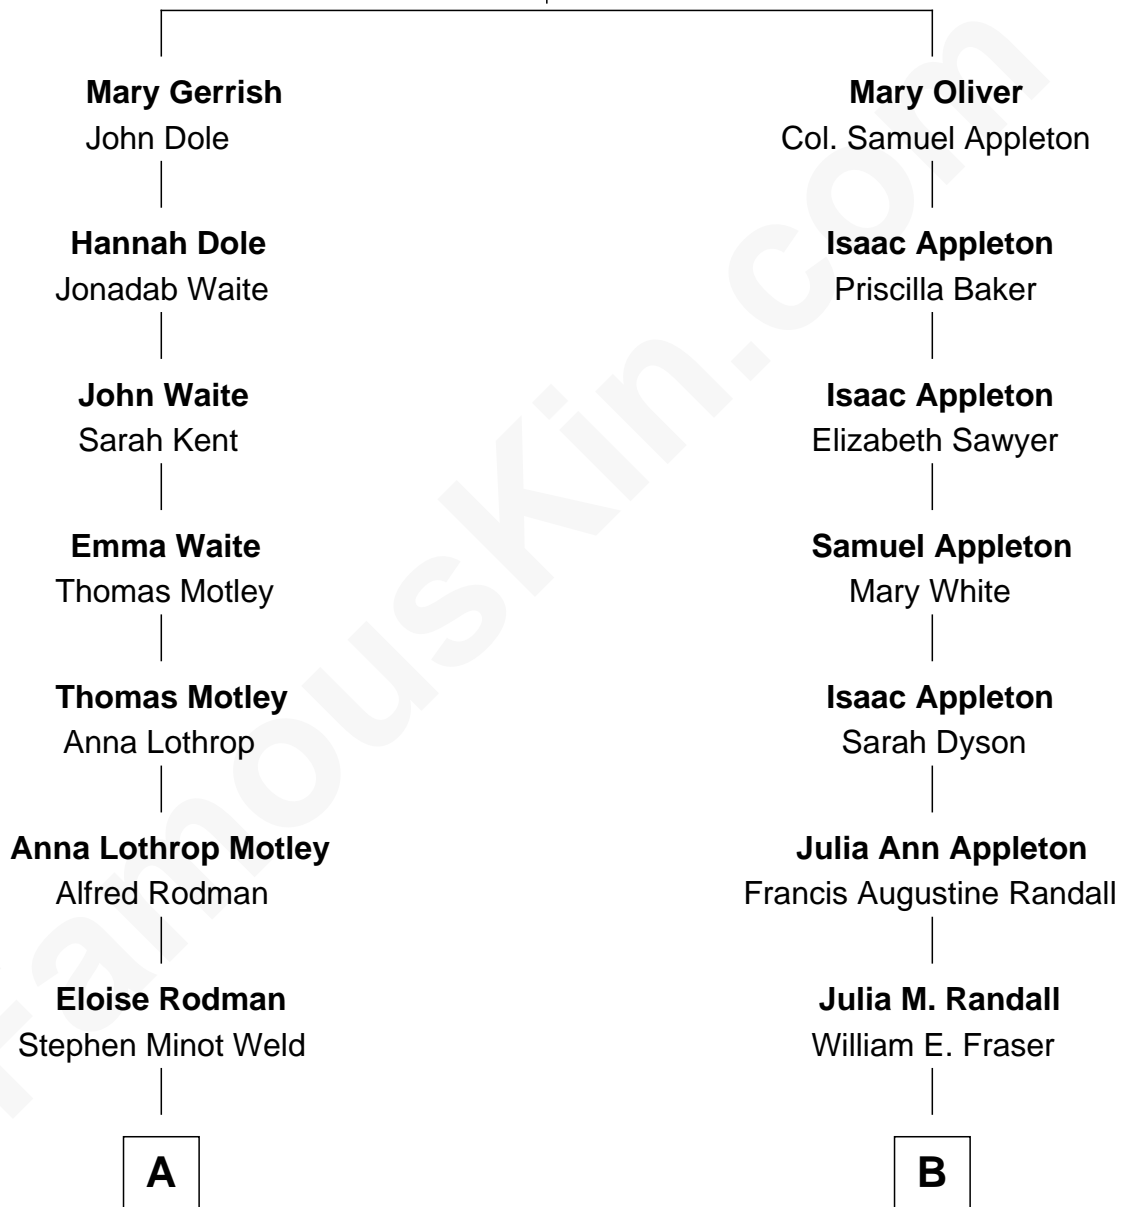 Mary Gerrish
John Dole
Hannah Dole
Jonadab Waite
John Waite
Sarah Kent
Emma Waite
Thomas Motley
Thomas Motley
Anna Lothrop
Anna Lothrop Motley
Alfred Rodman
Eloise Rodman
Stephen Minot Weld
A
Mary Oliver
Col. Samuel Appleton
Isaac Appleton
Priscilla Baker
Isaac Appleton
Elizabeth Sawyer
Samuel Appleton
Mary White
Isaac Appleton
Sarah Dyson
Julia Ann Appleton
Francis Augustine Randall
Julia M. Randall
William E. Fraser
B
FamousKin.com